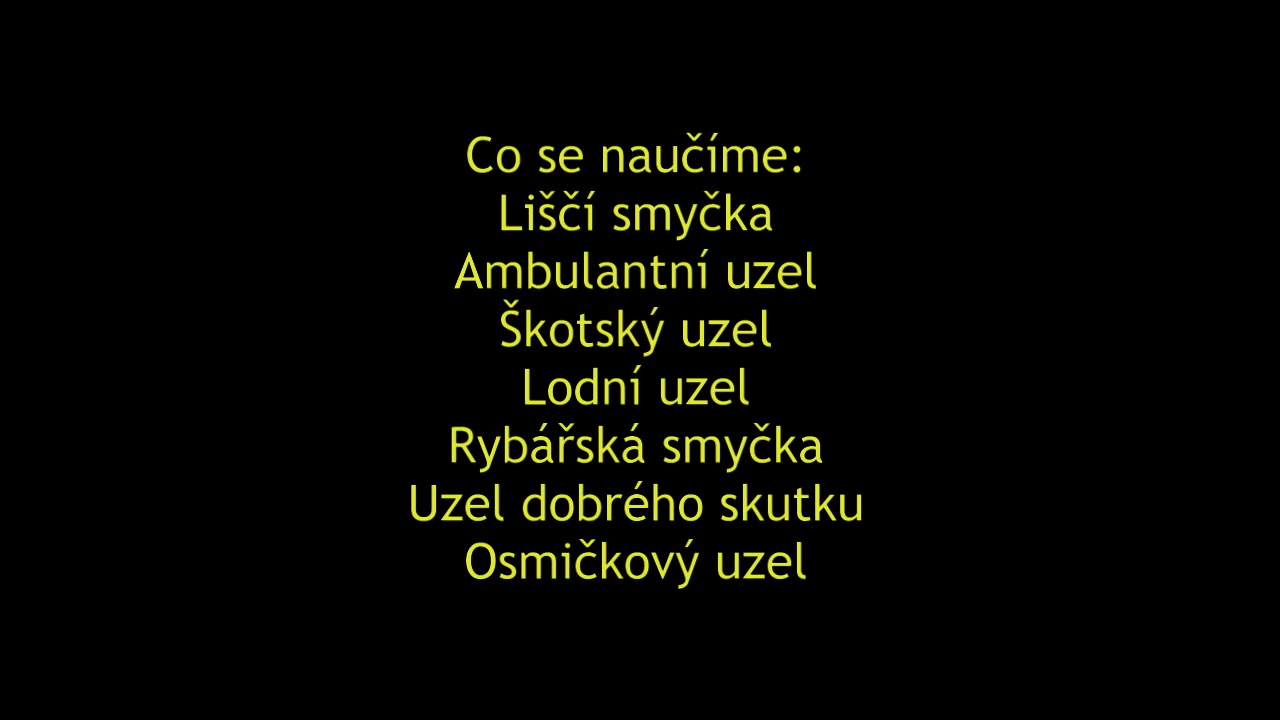 Co se naučíme:
Liščí smyčka
Ambulantní uzel
Škotský uzel
Lodní uzel
Rybářská smyčka
Uzel dobrého skutku
Osmičkový uzel